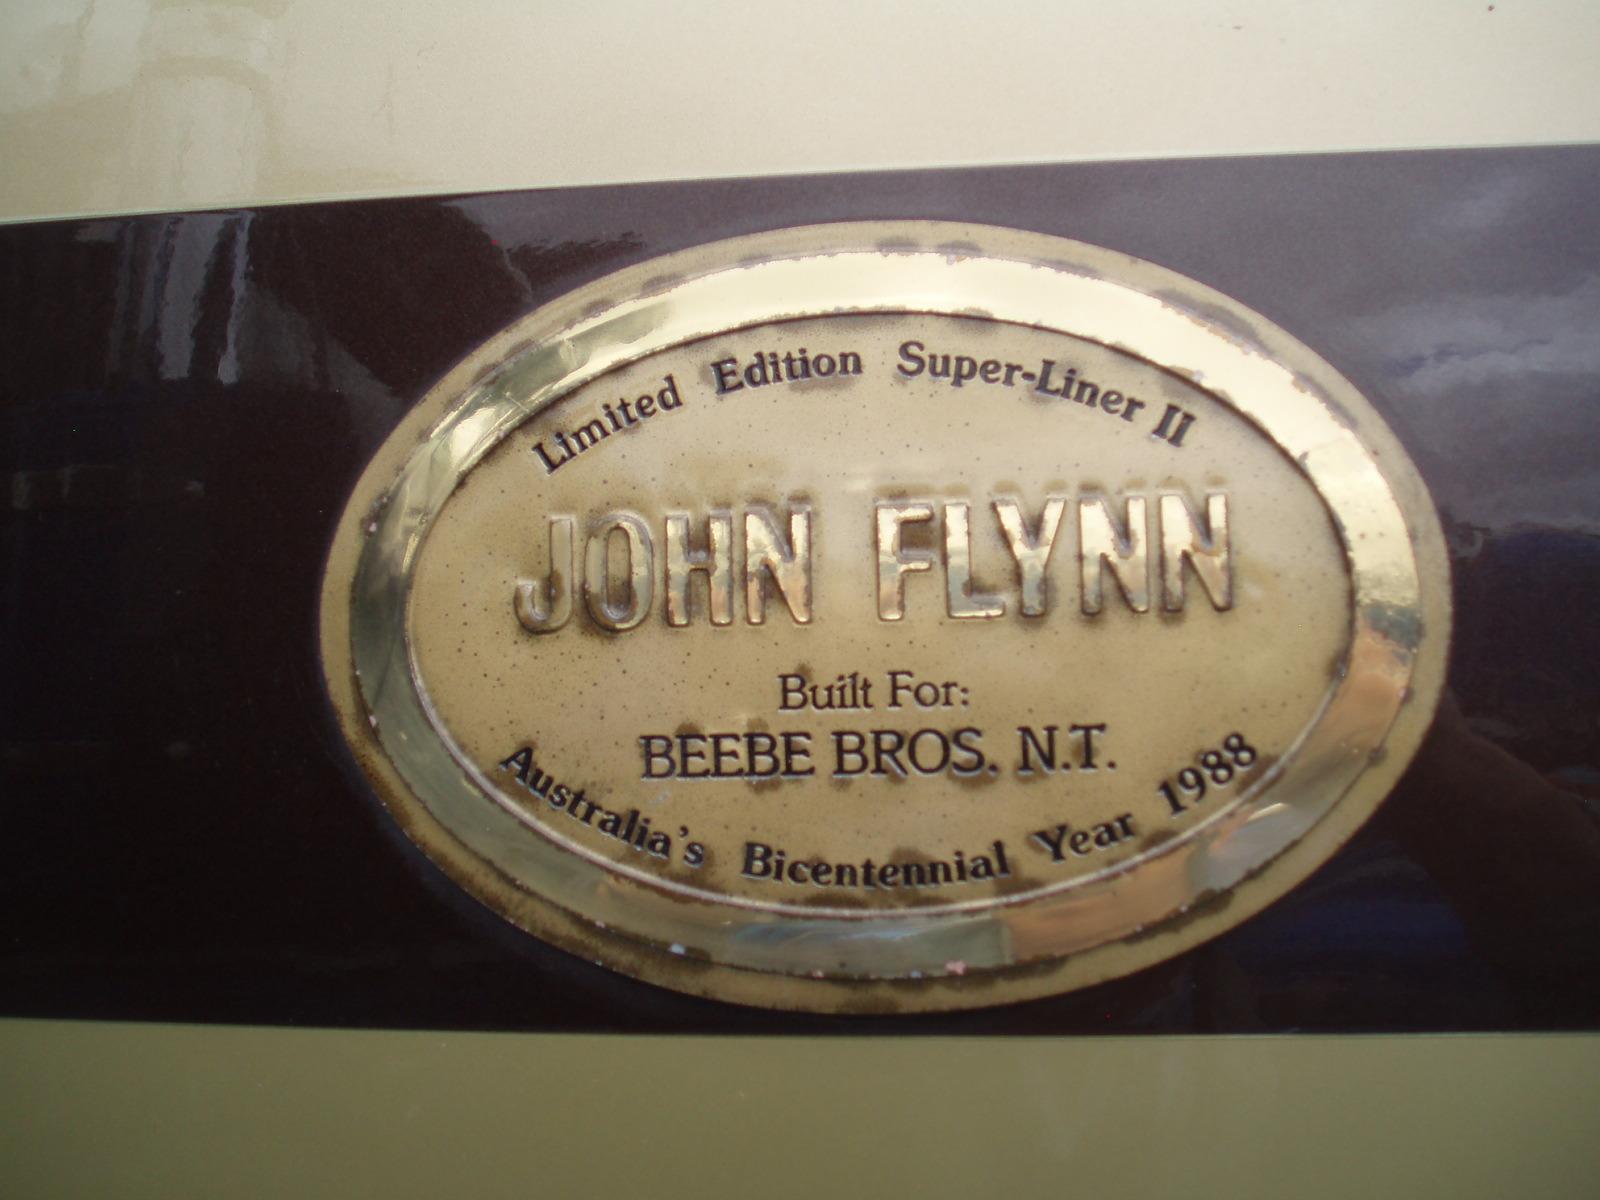 Limited Edition Super-Liner II
JOHN FLYNN
Built For:
BEEBE BROS. N.T.
Australia's Bicentennial Year 1988